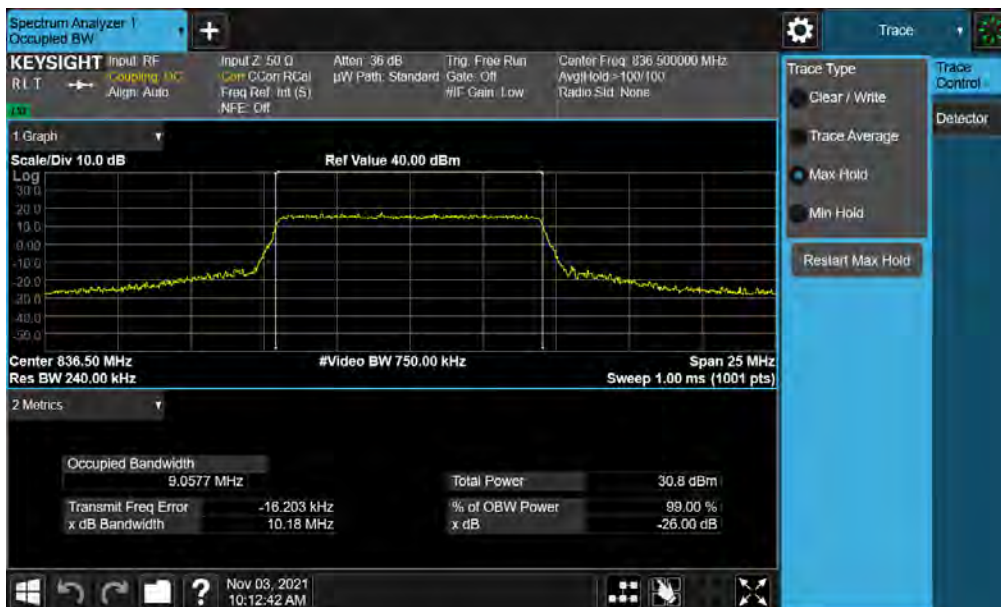 Spectrum Analyzer 1
Occupied BW
+
Trace
KEYSIGHT Input: RF
RLT
Coupling: DC
Align: Auto
Input Z: 50 Ω
Corr CCorr RCal
Freq Ref: Int (S)
NFE: Off
Atten: 36 dB
µW Path: Standard
Trig: Free Run
Gate: Off
#IF Gain: Low
Center Freq: 836.500000 MHz
Avg|Hold:>100/100
Radio Std: None
Trace Type
Clear / Write
Trace Average
Max Hold
Min Hold
Restart Max Hold
Trace
Control
Detector
1 Graph
Scale/Div 10.0 dB
Ref Value 40.00 dBm
Log
30.0
20.0
10.0
0.00
-10.0
-20.0
-30.0
-40.0
-50.0
Center 836.50 MHz
#Video BW 750.00 kHz
Span 25 MHz
Res BW 240.00 kHz
Sweep 1.00 ms (1001 pts)
2 Metrics
Occupied Bandwidth
9.0577 MHz
Total Power 30.8 dBm
Transmit Freq Error -16.203 kHz
% of OBW Power 99.00 %
x dB Bandwidth 10.18 MHz
x dB -26.00 dB
?
Nov 03, 2021
10:12:42 AM